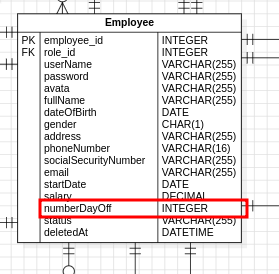 Employee
PK employee_id INTEGER
FK role_id INTEGER
userName VARCHAR(255)
password VARCHAR(255)
avata VARCHAR(255)
fullName VARCHAR(255)
dateOfBirth DATE
gender CHAR(1)
address VARCHAR(255)
phoneNumber VARCHAR(16)
socialSecurityNumber VARCHAR(255)
email VARCHAR(255)
startDate DATE
salary DECIMAL
numberDayOff INTEGER
status VARCHAR(255)
deletedAt DATETIME